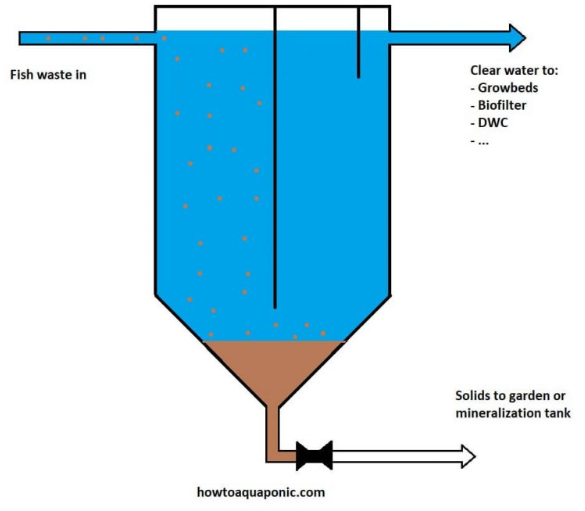 Fish waste in
Clear water to:
- Growbeds
- Biofilter
- DWC
- ...
Solids to garden or
mineralization tank
howtoaquaponic.com